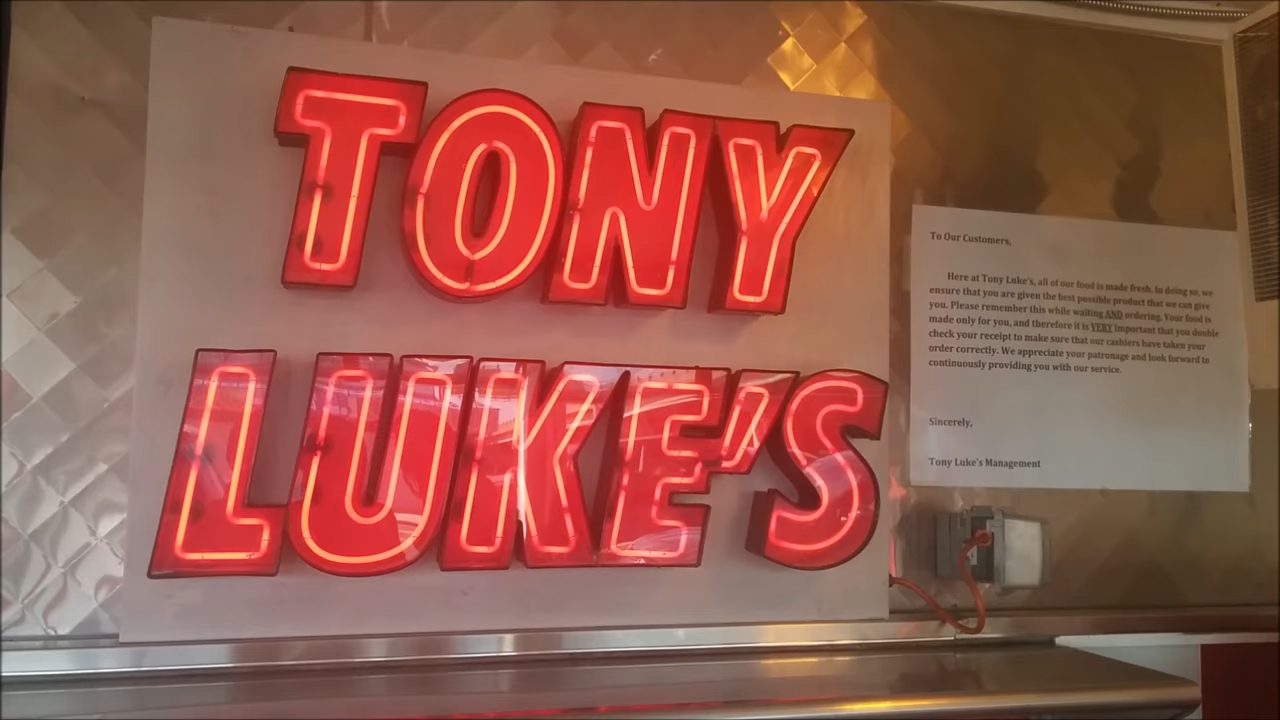 TONY
LUKE'S
To Our Customers,
Here at Tony Luke's, all of our food is made fresh. In doing so, we
ensure that you are given the best possible product that we can give
you. Please remember this while waiting AND ordering. Your food is
made only for you, and therefore it is VERY important that you double
check your receipt to make sure that our cashiers have taken your
order correctly. We appreciate your patronage and look forward to
continuously providing you with our service.
Sincerely,
Tony Luke's Management